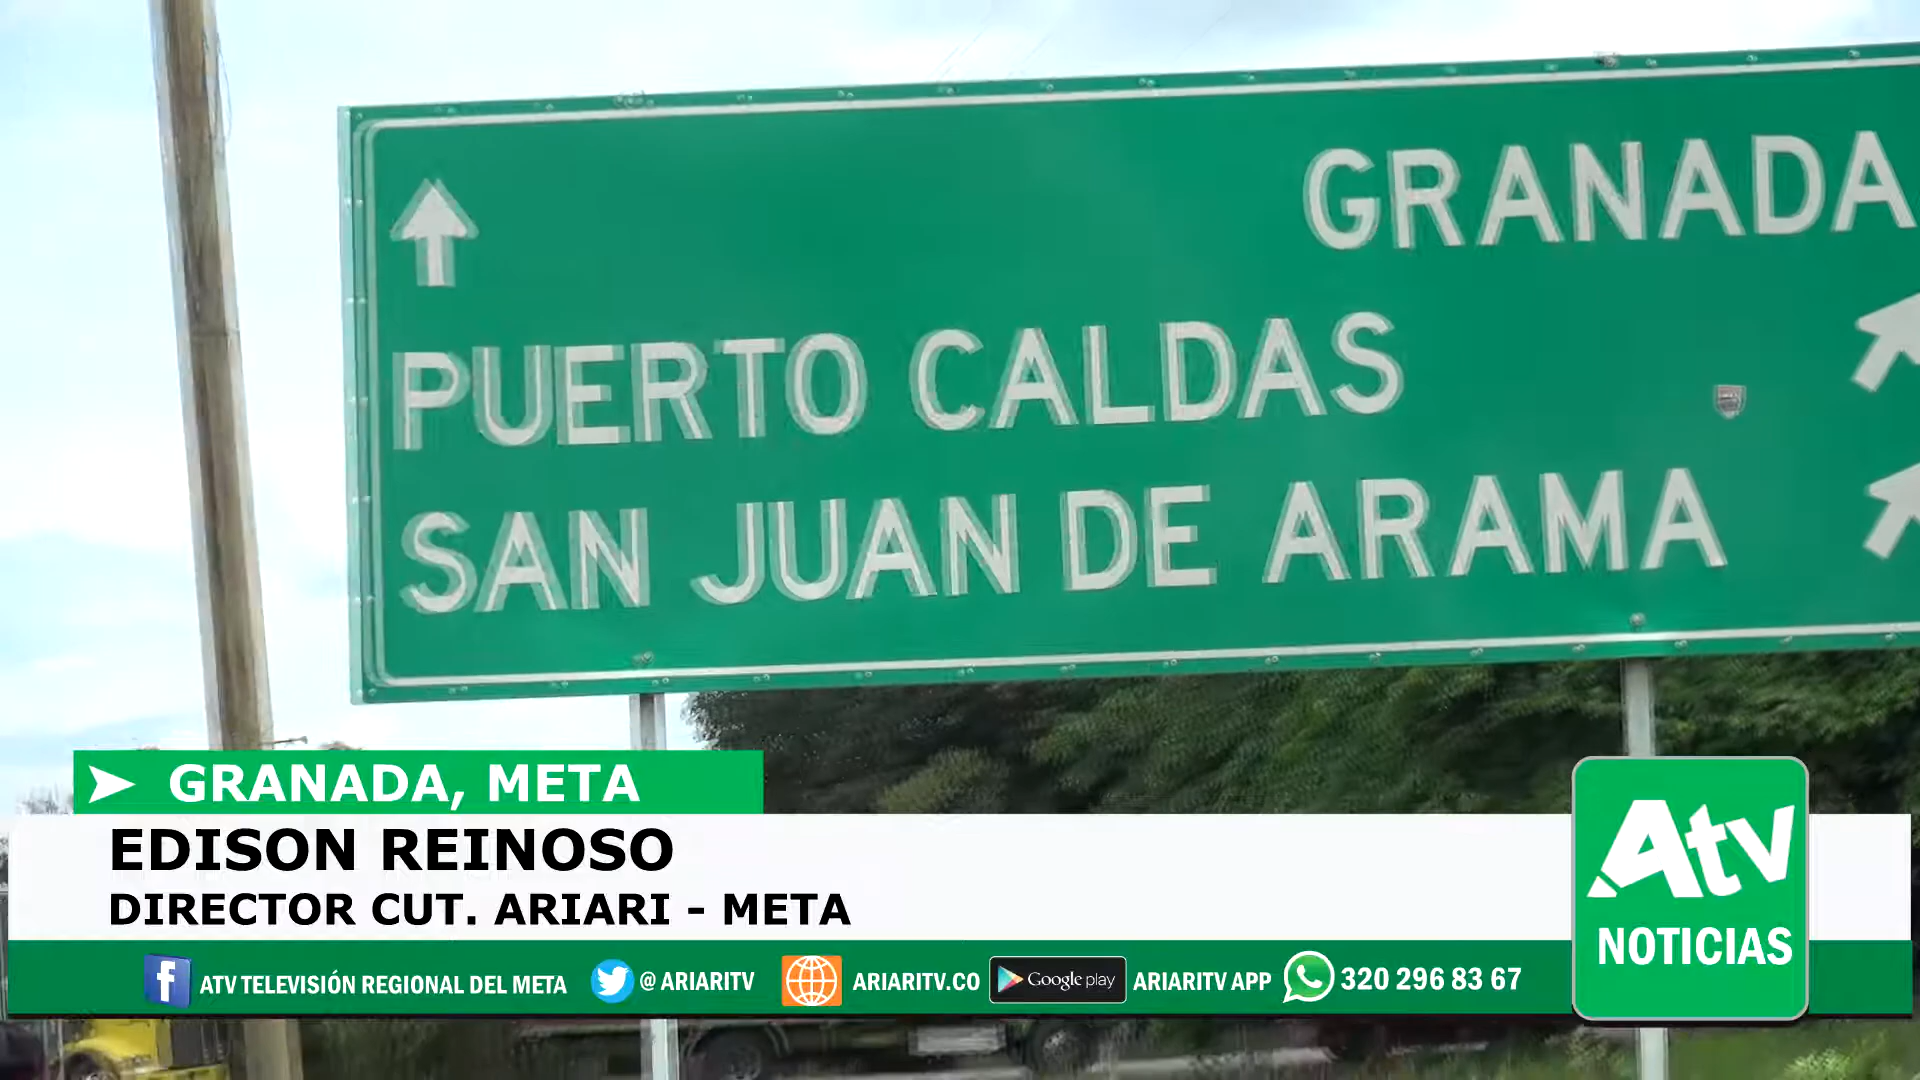 GRANADA
PUERTO CALDAS
SAN JUAN DE ARAMA
GRANADA, META
EDISON REINOSO
DIRECTOR CUT. ARIARI - META
Atv
NOTICIAS
ATV TELEVISIÓN REGIONAL DEL META
@ARIARITV
ARIARITV.CO
Google play
ARIARITV APP
320 296 83 67